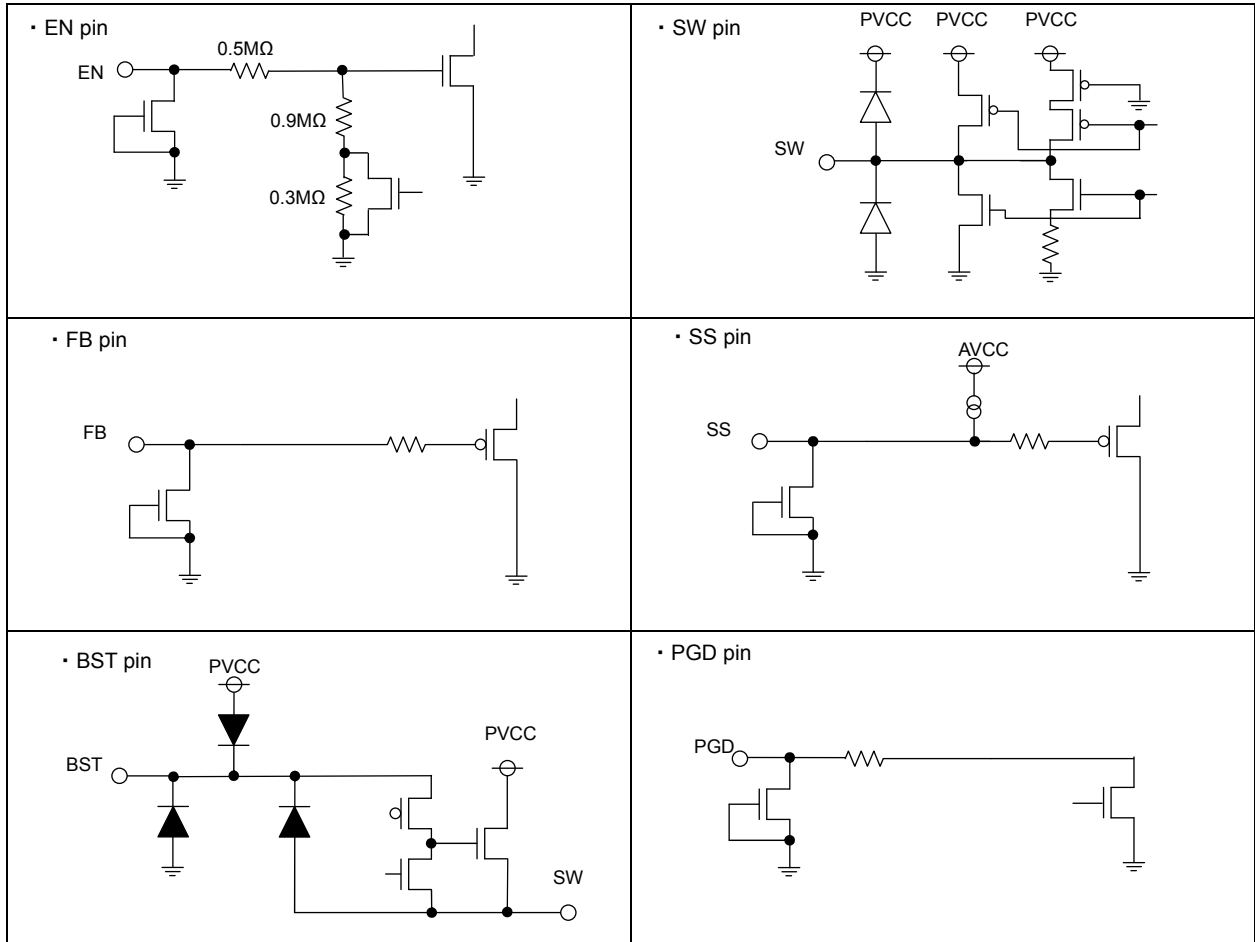 ・ EN pin
EN
0.5MΩ
0.9MΩ
0.3MΩ
・ SW pin
PVCC PVCC PVCC
SW
・ FB pin
FB
・ SS pin
AVCC
SS
・ BST pin
PVCC
PVCC
BST
SW
・ PGD pin
PGD